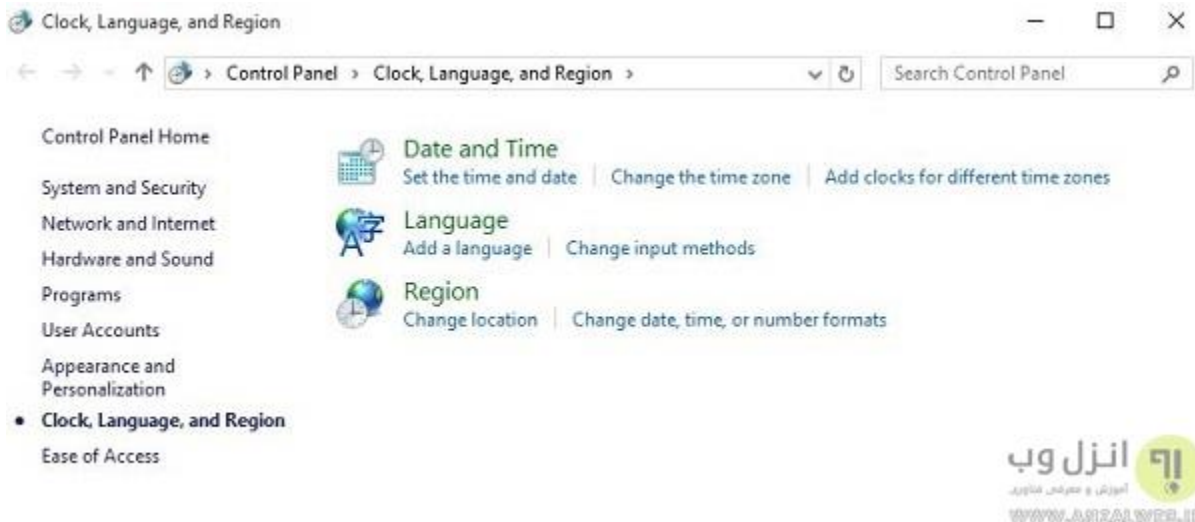 Clock, Language, and Region
Control Panel > Clock, Language, and Region >
Search Control Panel
Control Panel Home
System and Security
Network and Internet
Hardware and Sound
Programs
User Accounts
Appearance and
Personalization
Clock, Language, and Region
Ease of Access
Date and Time
Set the time and date | Change the time zone | Add clocks for different time zones
Language
Add a language | Change input methods
Region
Change location | Change date, time, or number formats
انزل وب
آموزش و معرفی فناوری